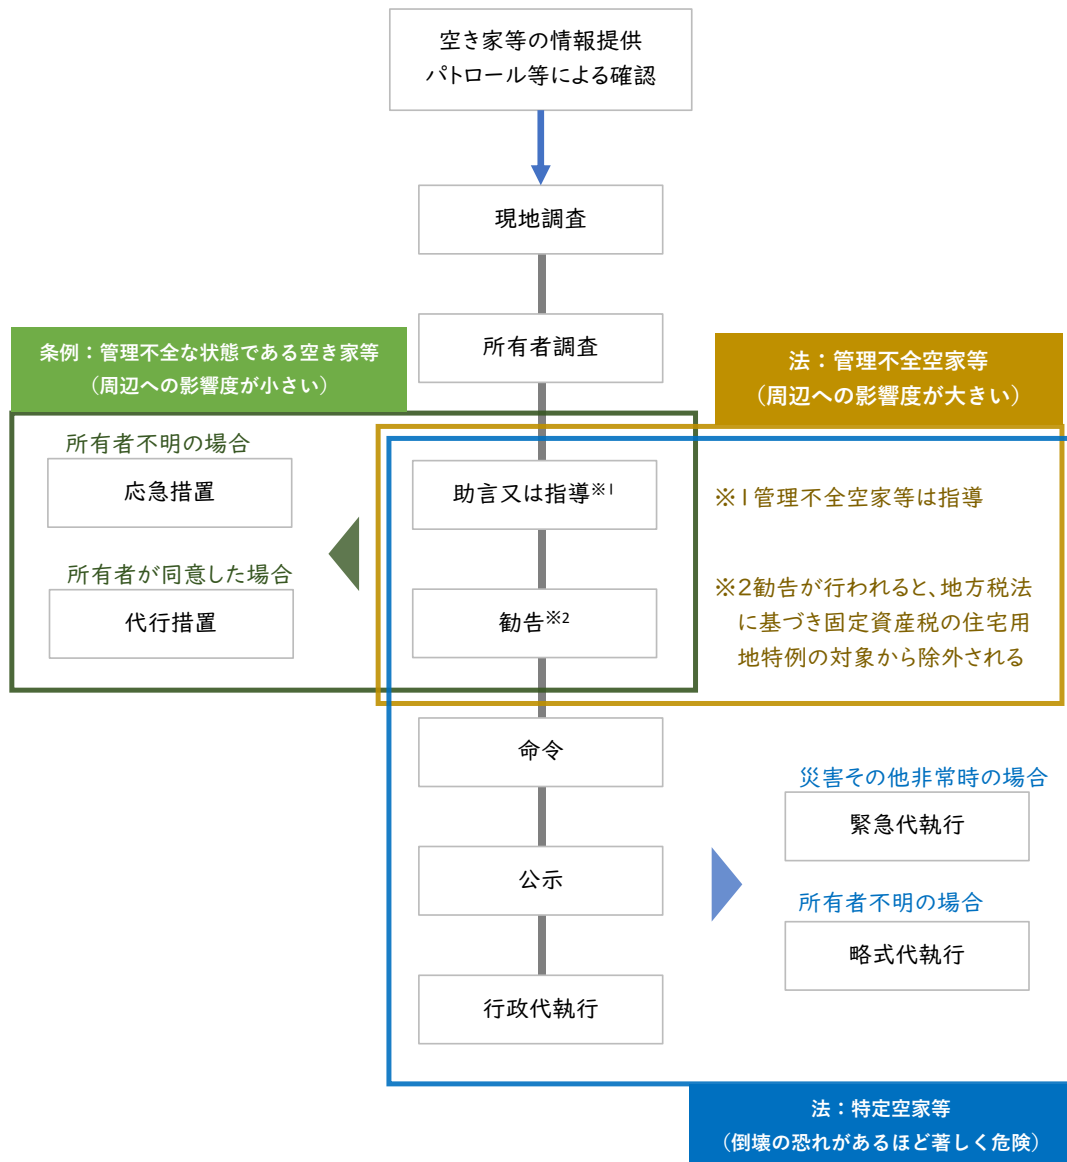 空き家等の情報提供
パトロール等による確認
現地調査
所有者調査
条例：管理不全な状態である空き家等
（周辺への影響度が小さい）
法：管理不全空家等
（周辺への影響度が大きい）
所有者不明の場合
応急措置
所有者が同意した場合
代行措置
助言又は指導※1
勧告※2
※1管理不全空家等は指導
※2勧告が行われると、地方税法
に基づき固定資産税の住宅用
地特例の対象から除外される
命令
公示
行政代執行
災害その他非常時の場合
緊急代執行
所有者不明の場合
略式代執行
法：特定空家等
（倒壊の恐れがあるほど著しく危険）